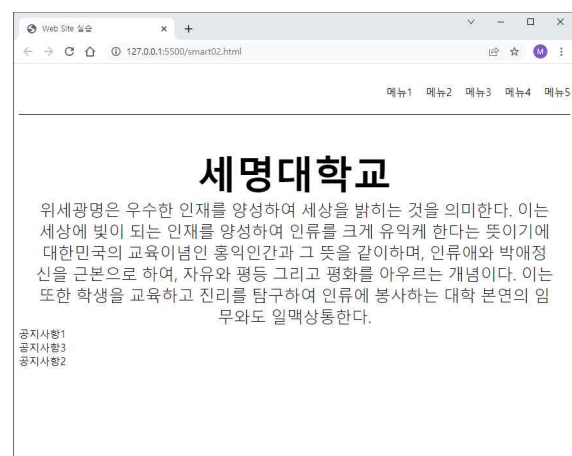 Web Site 실습
127.0.0.1:5500/smart02.html
M
메뉴1 메뉴2 메뉴3 메뉴4 메뉴5
세명대학교
위세광명은 우수한 인재를 양성하여 세상을 밝히는 것을 의미한다. 이는
세상에 빛이 되는 인재를 양성하여 인류를 크게 유익케 한다는 뜻이기에
대한민국의 교육이념인 홍익인간과 그 뜻을 같이하며, 인류애와 박애정
신을 근본으로 하여, 자유와 평등 그리고 평화를 아우르는 개념이다. 이는
또한 학생을 교육하고 진리를 탐구하여 인류에 봉사하는 대학 본연의 임
무와도 일맥상통한다.
공지사항1
공지사항3
공지사항2